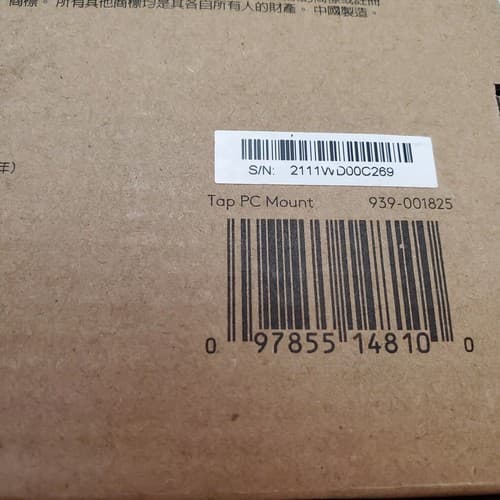 商標。 所有其他商標均是其各自所有人的財產。 中國製造。
年)
S/N: 2111WD00C269
Tap PC Mount 939-001825
0 97855 14810 0